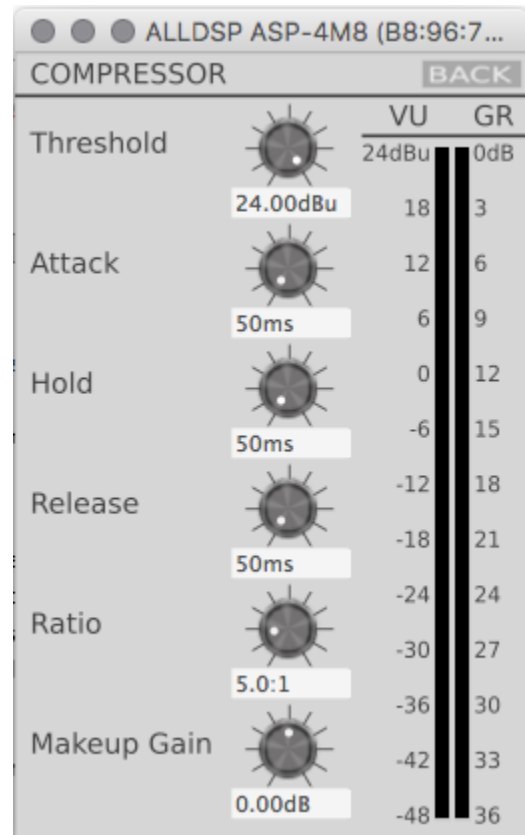 ALLDSP ASP-4M8 (B8:96:7...
COMPRESSOR BACK
VU GR
Threshold
24.00dBu
Attack
50ms
Hold
50ms
Release
50ms
Ratio
5.0:1
Makeup Gain
0.00dB
24dBu 0dB
18 3
12 6
6 9
0 12
-6 15
-12 18
-18 21
-24 24
-30 27
-36 30
-42 33
-48 36